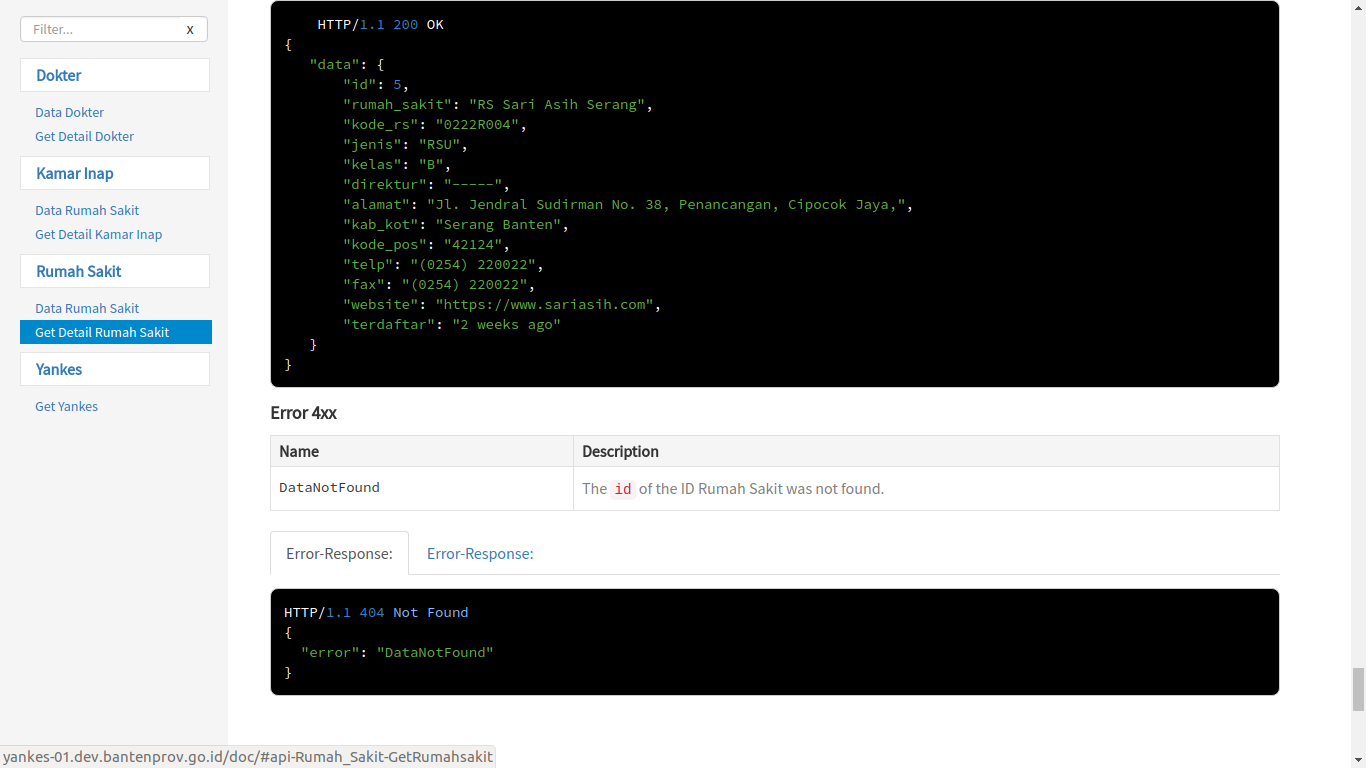 Filter... x
Dokter
Data Dokter
Get Detail Dokter
Kamar Inap
Data Rumah Sakit
Get Detail Kamar Inap
Rumah Sakit
Data Rumah Sakit
Get Detail Rumah Sakit
Yankes
Get Yankes
HTTP/1.1 200 OK
{
"data": {
"id": 5,
"rumah_sakit": "RS Sari Asih Serang",
"kode_rs": "0222R004",
"jenis": "RSU",
"kelas": "B",
"direktur": "-----",
"alamat": "Jl. Jendral Sudirman No. 38, Penancangan, Cipocok Jaya,",
"kab_kot": "Serang Banten",
"kode_pos": "42124",
"telp": "(0254) 220022",
"fax": "(0254) 220022",
"website": "https://www.sariasih.com",
"terdaftar": "2 weeks ago"
}
}
Error 4xx
Name Description
DataNotFound The id of the ID Rumah Sakit was not found.
Error-Response: Error-Response:
HTTP/1.1 404 Not Found
{
"error": "DataNotFound"
}
yankes-01.dev.bantenprov.go.id/doc/#api-Rumah_Sakit-GetRumahsakit